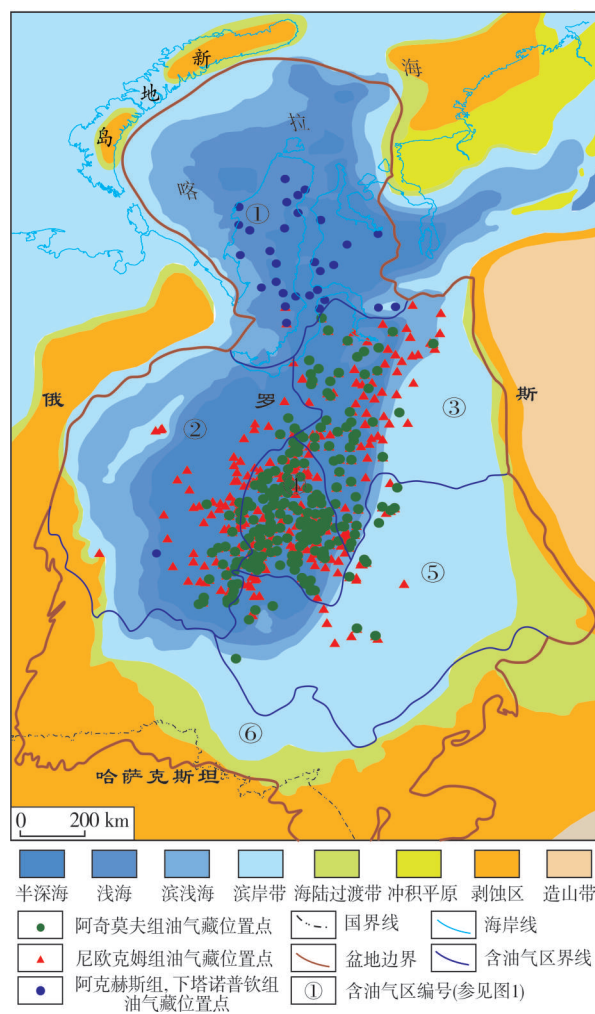 新
地
岛
喀
拉
海
①
俄
罗
斯
②
③
1
⑤
⑥
哈萨克斯坦
0 200 km
半深海 浅海 滨浅海 滨岸带 海陆过渡带 冲积平原 剥蚀区 造山带
阿奇莫夫组油气藏位置点 国界线 海岸线
尼欧克姆组油气藏位置点 盆地边界 含油气区界线
阿克赫斯组,下塔诺普钦组
油气藏位置点
① 含油气区编号(参见图1)